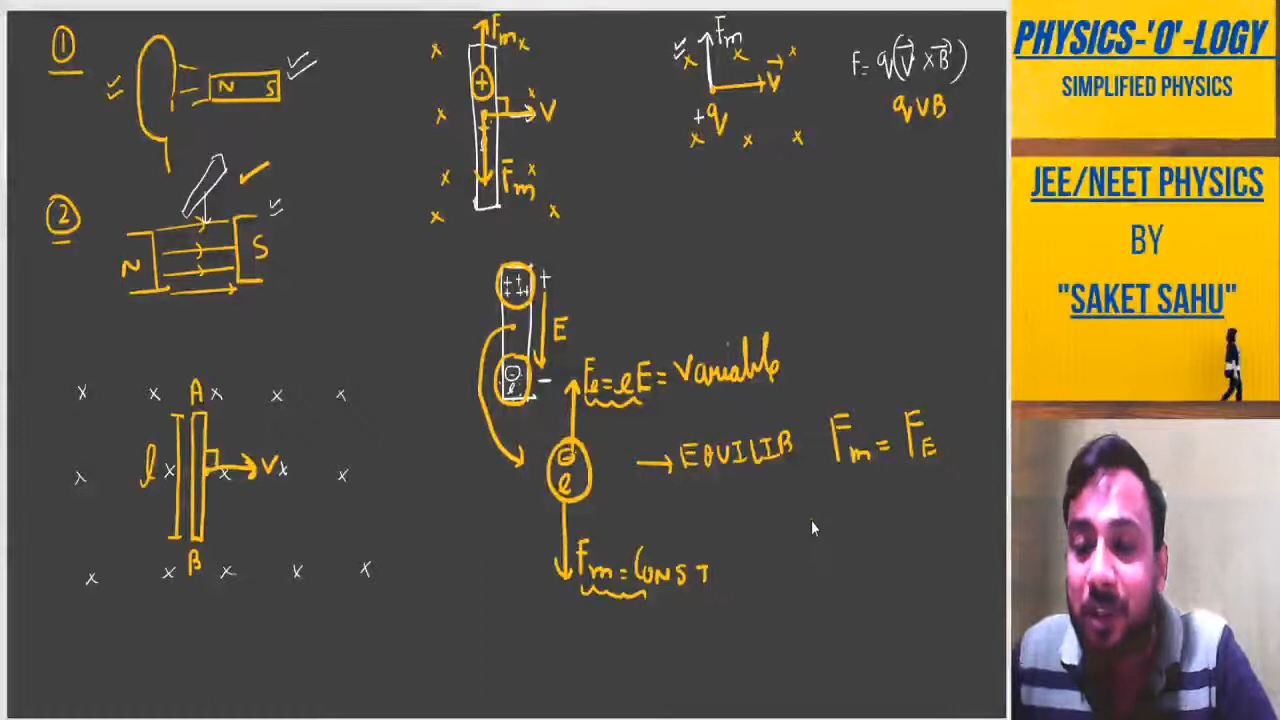 ①
N S
②
N
S
A
l
V
B
Fm
+
V
Fm
Fm
V
+q
F = q(V × B)
qVB
++
+++
+
E
-
e
-
Fe = eE = Variable
-
e
→ EQUILIB Fm = FE
Fm = CONST
PHYSICS-'O'-LOGY
SIMPLIFIED PHYSICS
JEE/NEET PHYSICS
BY
"SAKET SAHU"